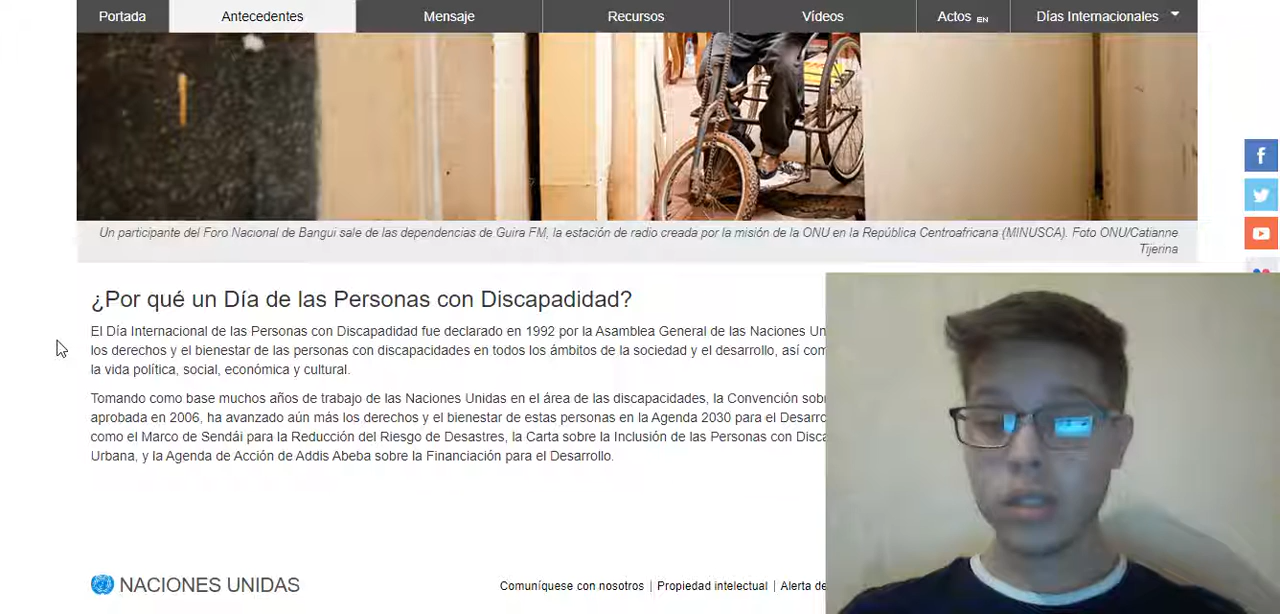 Portada Antecedentes Mensaje Recursos Vídeos Actos EN Días Internacionales
Un participante del Foro Nacional de Bangui sale de las dependencias de Guira FM, la estación de radio creada por la misión de la ONU en la República Centroafricana (MINUSCA). Foto ONU/Catianne
Tijerina
¿Por qué un Día de las Personas con Discapadidad?
El Día Internacional de las Personas con Discapadidad fue declarado en 1992 por la Asamblea General de las Naciones
los derechos y el bienestar de las personas con discapacidades en todos los ámbitos de la sociedad y el desarrollo, así
la vida política, social, económica y cultural.
Tomando como base muchos años de trabajo de las Naciones Unidas en el área de las discapacidades, la Convención
aprobada en 2006, ha avanzado aún más los derechos y el bienestar de estas personas en la Agenda 2030 para el
como el Marco de Sendái para la Reducción del Riesgo de Desastres, la Carta sobre la Inclusión de las Personas con
Urbana, y la Agenda de Acción de Addis Abeba sobre la Financiación para el Desarrollo.
NACIONES UNIDAS
Comuníquese con nosotros | Propiedad intelectual | Alerta de